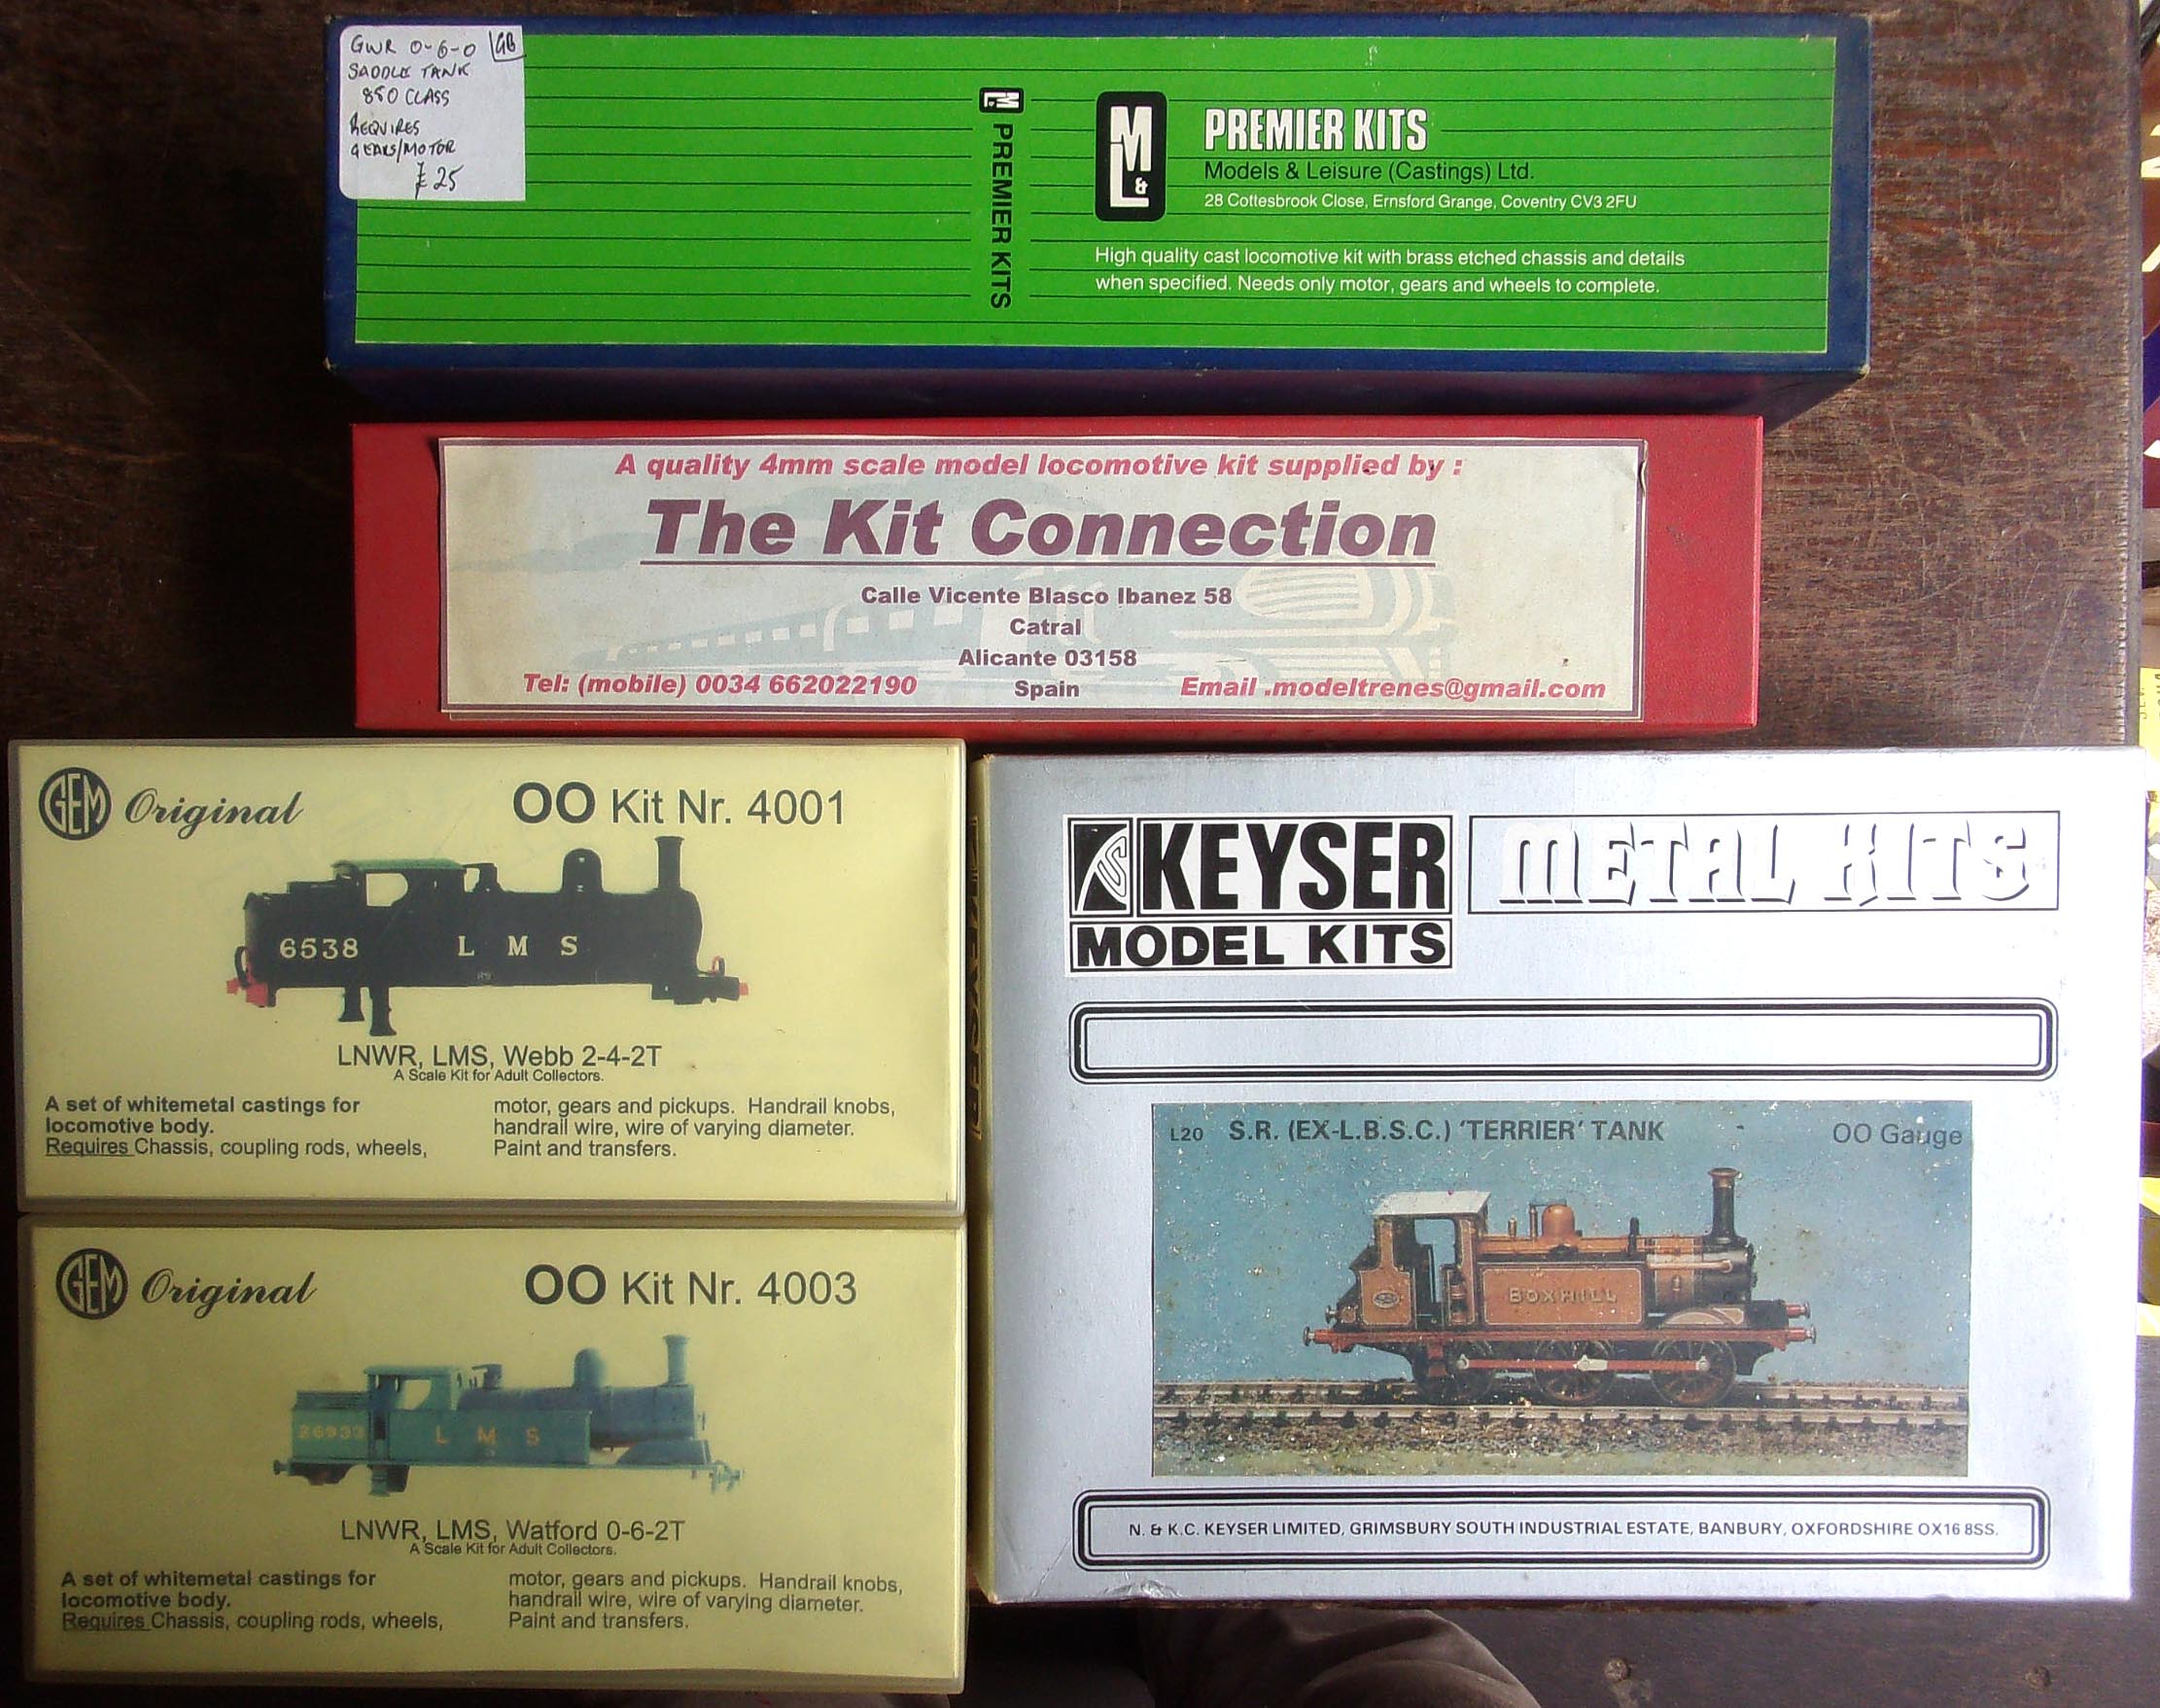 GWR 0-6-0 GB
SADDLE TANK
850 CLASS
REQUIRES
GEARS/MOTOR
£25
M&L PREMIER KITS
M&L
PREMIER KITS
Models & Leisure (Castings) Ltd.
28 Cottesbrook Close, Ernsford Grange, Coventry CV3 2FU
High quality cast locomotive kit with brass etched chassis and details
when specified. Needs only motor, gears and wheels to complete.
A quality 4mm scale model locomotive kit supplied by :
The Kit Connection
Calle Vicente Blasco Ibanez 58
Catral
Alicante 03158
Tel: (mobile) 0034 662022190 Spain Email .modeltrenes@gmail.com
GEM Original OO Kit Nr. 4001
6538 L M S
LNWR, LMS, Webb 2-4-2T
A Scale Kit for Adult Collectors.
A set of whitemetal castings for
locomotive body.
Requires Chassis, coupling rods, wheels,
motor, gears and pickups. Handrail knobs,
handrail wire, wire of varying diameter.
Paint and transfers.
GEM Original OO Kit Nr. 4003
26933 L M S
LNWR, LMS, Watford 0-6-2T
A Scale Kit for Adult Collectors.
A set of whitemetal castings for
locomotive body.
Requires Chassis, coupling rods, wheels,
motor, gears and pickups. Handrail knobs,
handrail wire, wire of varying diameter.
Paint and transfers.
KEYSER METAL KITS
MODEL KITS
L20 S.R. (EX-L.B.S.C.) 'TERRIER' TANK OO Gauge
BOXHILL
N. & K.C. KEYSER LIMITED, GRIMSBURY SOUTH INDUSTRIAL ESTATE, BANBURY, OXFORDSHIRE OX16 8SS.